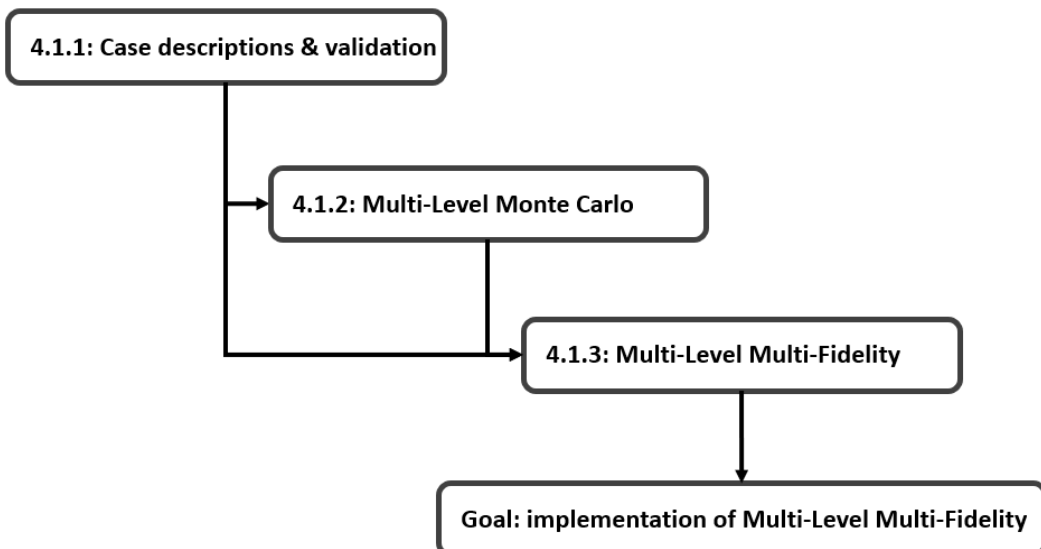 4.1.1: Case descriptions & validation
4.1.2: Multi-Level Monte Carlo
4.1.3: Multi-Level Multi-Fidelity
Goal: implementation of Multi-Level Multi-Fidelity